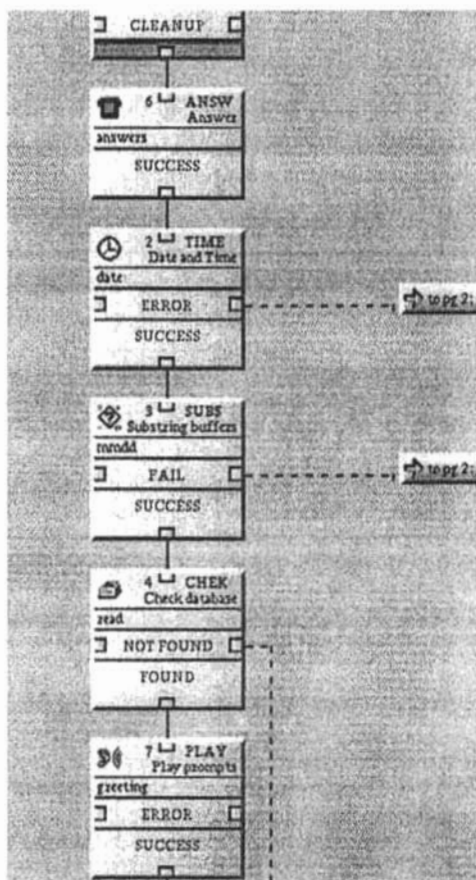 CLEANUP
6 ANSW
Answer
answers
SUCCESS
2 TIME
Date and Time
date
ERROR
to pg 2:
SUCCESS
3 SUBS
Substring buffers
mmdd
FAIL
to pg 2:
SUCCESS
4 CHEK
Check database
read
NOT FOUND
FOUND
7 PLAY
Play prompts
greeting
ERROR
SUCCESS